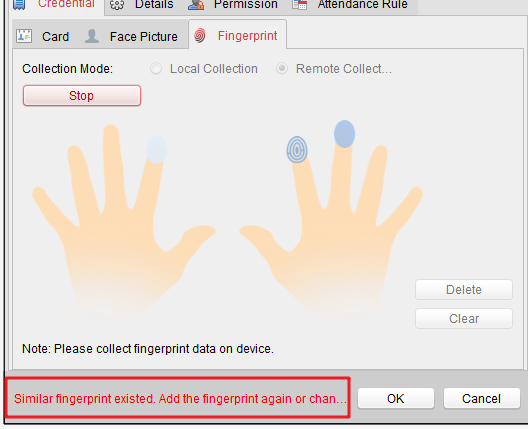 Credential Details Permission Attendance Rule
Card Face Picture Fingerprint
Collection Mode: Local Collection Remote Collect...
Stop
Delete
Clear
Note: Please collect fingerprint data on device.
Similar fingerprint existed. Add the fingerprint again or chan... OK Cancel